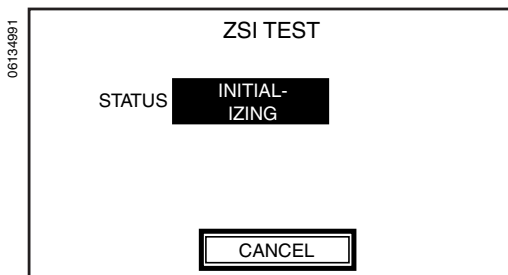 06134991
ZSI TEST
STATUS
INITIAL-
IZING
CANCEL